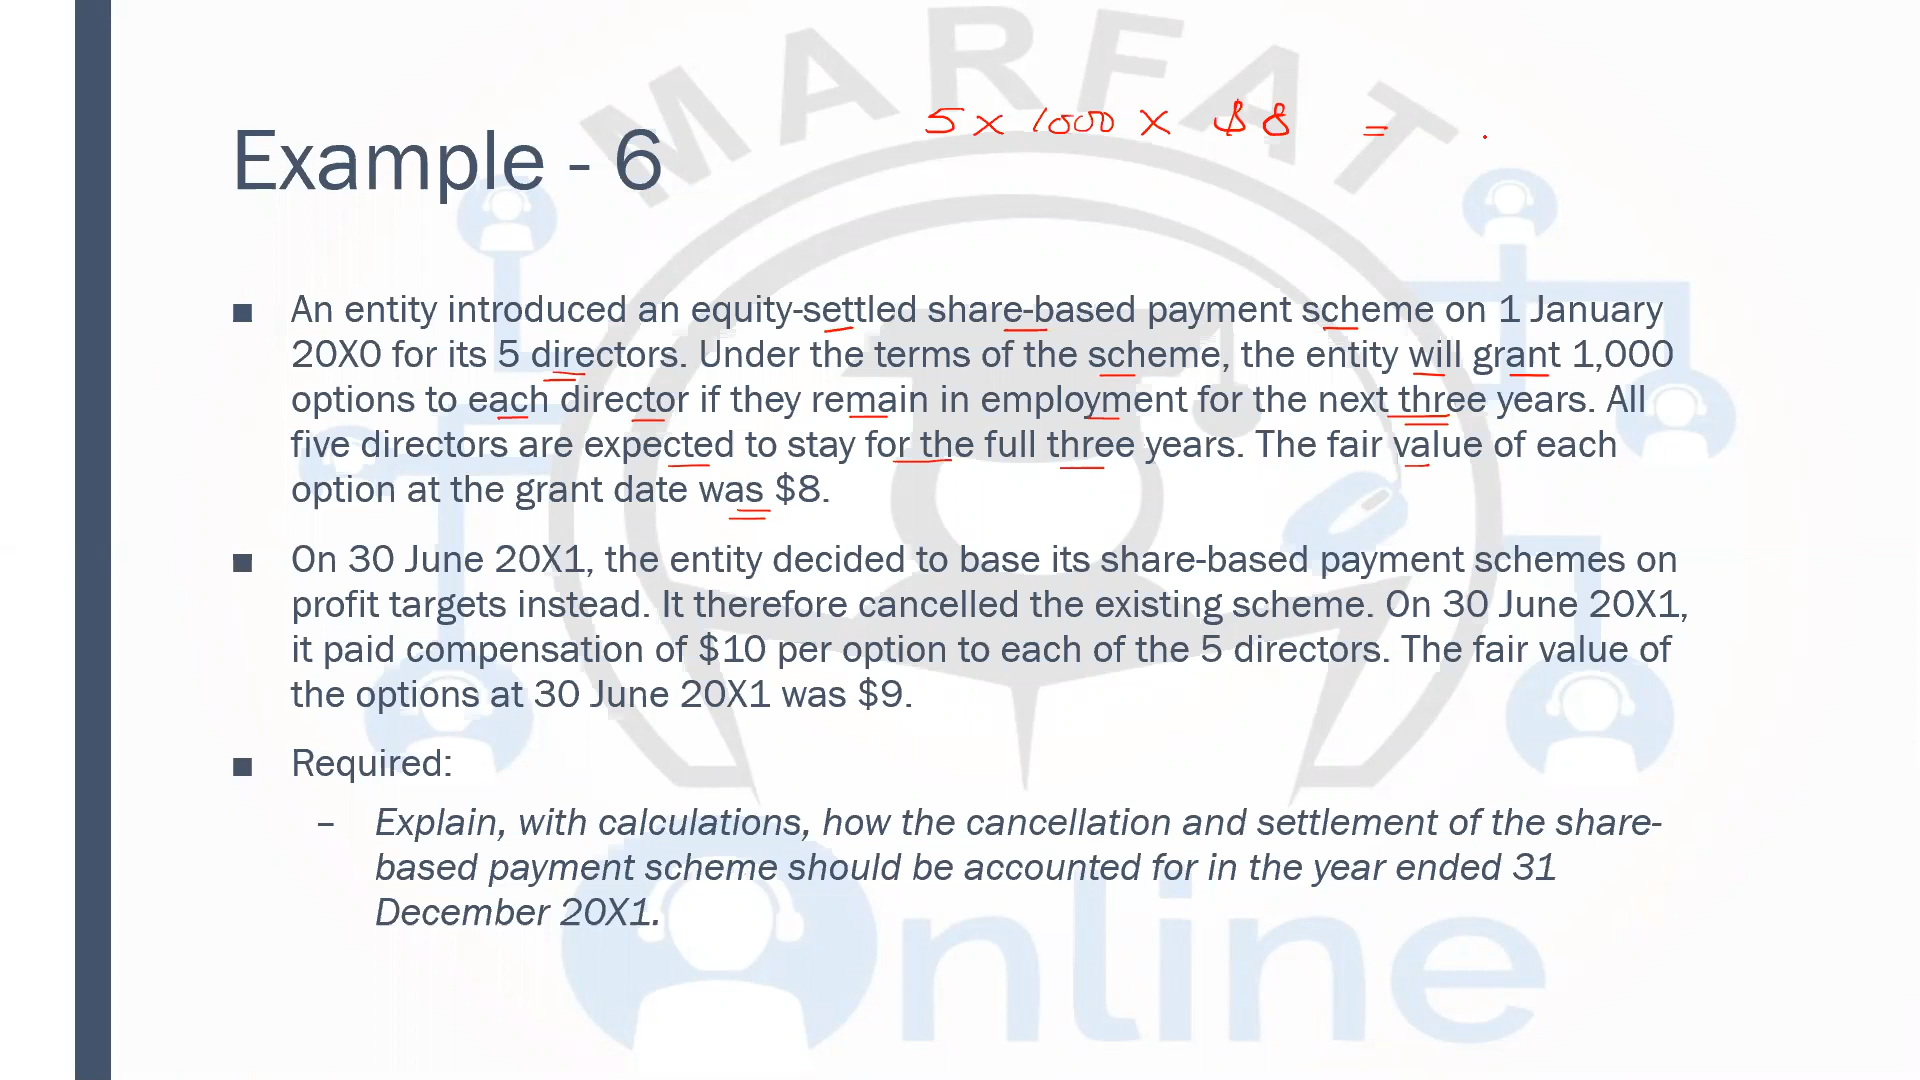 MARFAT
5 x 1000 x $8 =
Example - 6
■ An entity introduced an equity-settled share-based payment scheme on 1 January
20X0 for its 5 directors. Under the terms of the scheme, the entity will grant 1,000
options to each director if they remain in employment for the next three years. All
five directors are expected to stay for the full three years. The fair value of each
option at the grant date was $8.
■ On 30 June 20X1, the entity decided to base its share-based payment schemes on
profit targets instead. It therefore cancelled the existing scheme. On 30 June 20X1,
it paid compensation of $10 per option to each of the 5 directors. The fair value of
the options at 30 June 20X1 was $9.
■ Required:
– Explain, with calculations, how the cancellation and settlement of the share-
based payment scheme should be accounted for in the year ended 31
December 20X1.
nline